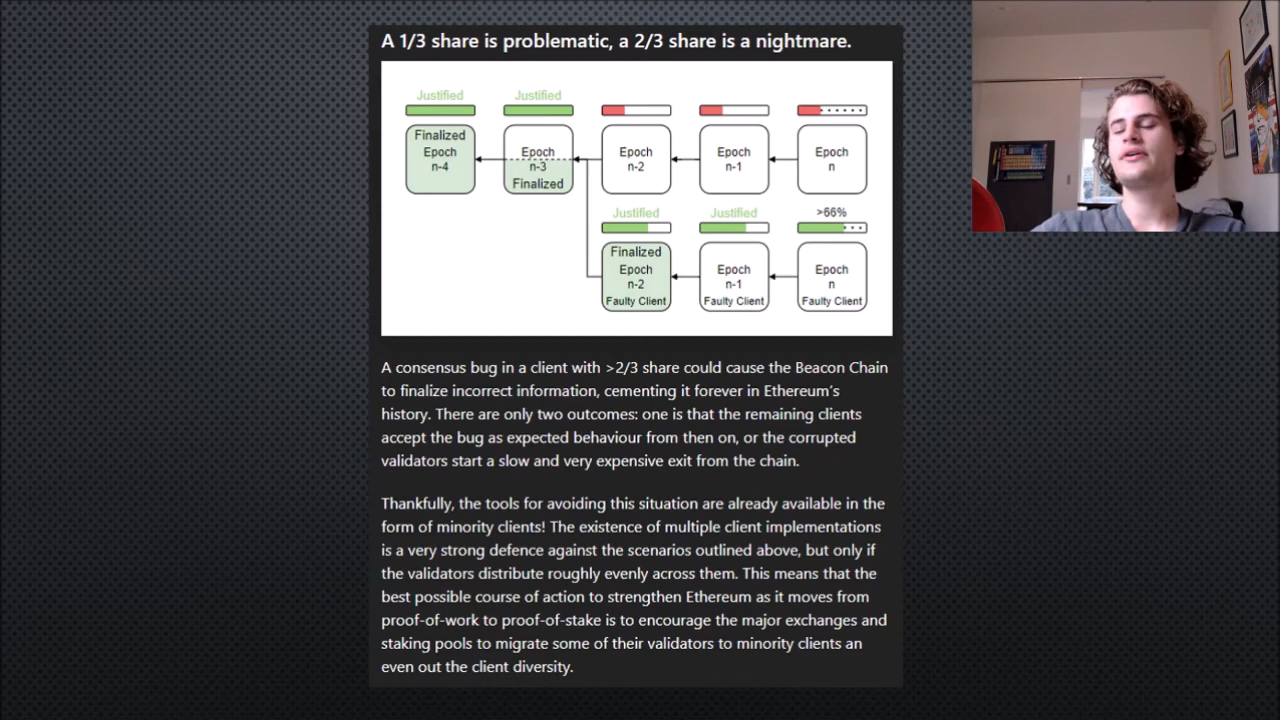 A 1/3 share is problematic, a 2/3 share is a nightmare.
Justified
Justified
Finalized
Epoch
n-4
Epoch
n-3
Finalized
Epoch
n-2
Epoch
n-1
Epoch
n
Justified
Justified
>66%
Finalized
Epoch
n-2
Faulty Client
Epoch
n-1
Faulty Client
Epoch
n
Faulty Client
A consensus bug in a client with >2/3 share could cause the Beacon Chain
to finalize incorrect information, cementing it forever in Ethereum's
history. There are only two outcomes: one is that the remaining clients
accept the bug as expected behaviour from then on, or the corrupted
validators start a slow and very expensive exit from the chain.
Thankfully, the tools for avoiding this situation are already available in the
form of minority clients! The existence of multiple client implementations
is a very strong defence against the scenarios outlined above, but only if
the validators distribute roughly evenly across them. This means that the
best possible course of action to strengthen Ethereum as it moves from
proof-of-work to proof-of-stake is to encourage the major exchanges and
staking pools to migrate some of their validators to minority clients an
even out the client diversity.